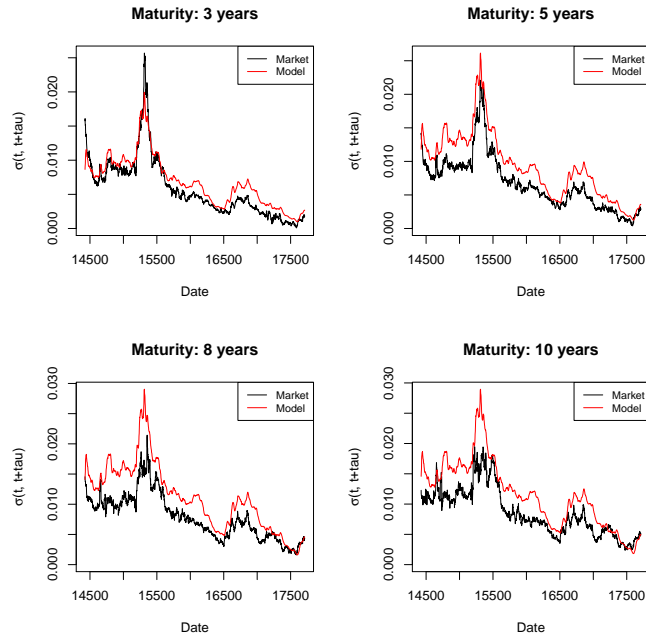 Maturity: 3 years
σ(t, t+tau)
0.000 0.010 0.020
Market
Model
14500 15500 16500 17500
Date
Maturity: 5 years
σ(t, t+tau)
0.000 0.010 0.020
Market
Model
14500 15500 16500 17500
Date
Maturity: 8 years
σ(t, t+tau)
0.000 0.010 0.020 0.030
Market
Model
14500 15500 16500 17500
Date
Maturity: 10 years
σ(t, t+tau)
0.000 0.010 0.020 0.030
Market
Model
14500 15500 16500 17500
Date